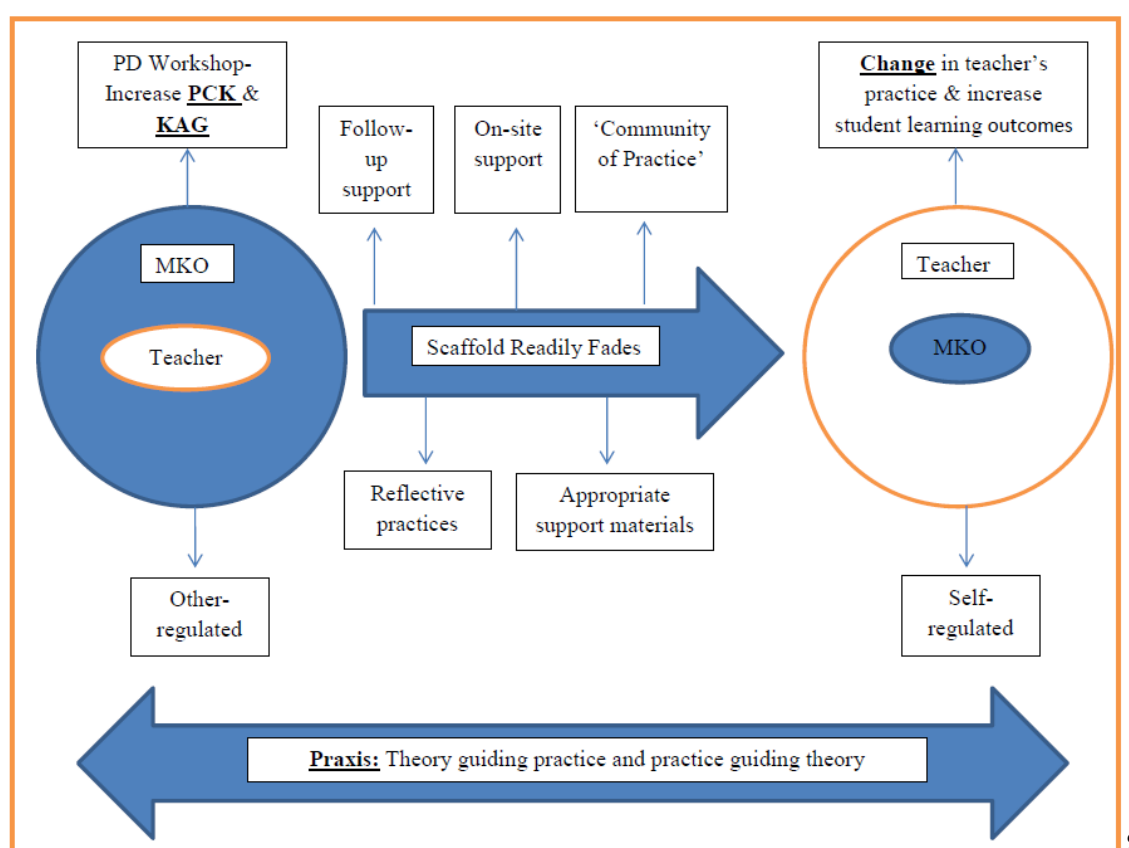 PD Workshop-
Increase PCK &
KAG
Change in teacher's
practice & increase
student learning outcomes
Follow-
up
support
On-site
support
‘Community
of Practice’
MKO
Teacher
Scaffold Readily Fades
Teacher
MKO
Reflective
practices
Appropriate
support materials
Other-
regulated
Self-
regulated
Praxis: Theory guiding practice and practice guiding theory